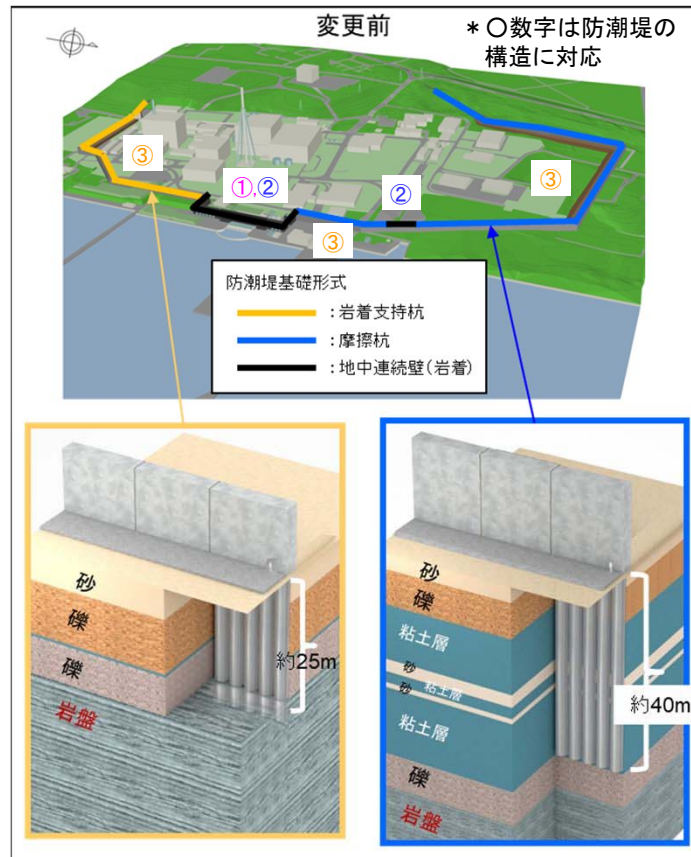 変更前
*〇数字は防潮堤の
構造に対応
③
①,②
②
③
③
防潮堤基礎形式
:岩着支持杭
:摩擦杭
:地中連続壁(岩着)
砂
礫
礫
岩盤
約25m
砂
礫
粘土層
砂
砂 粘土層
粘土層
礫
岩盤
約40m